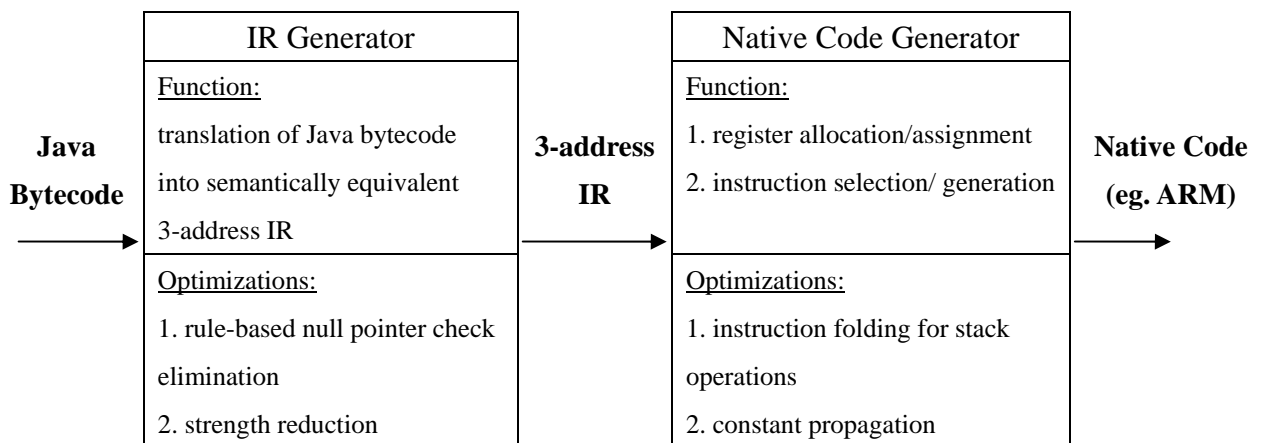 Java
Bytecode
IR Generator
Function:
translation of Java bytecode
into semantically equivalent
3-address IR
Optimizations:
1. rule-based null pointer check
elimination
2. strength reduction
3-address
IR
Native Code Generator
Function:
1. register allocation/assignment
2. instruction selection/ generation
Optimizations:
1. instruction folding for stack
operations
2. constant propagation
Native Code
(eg. ARM)